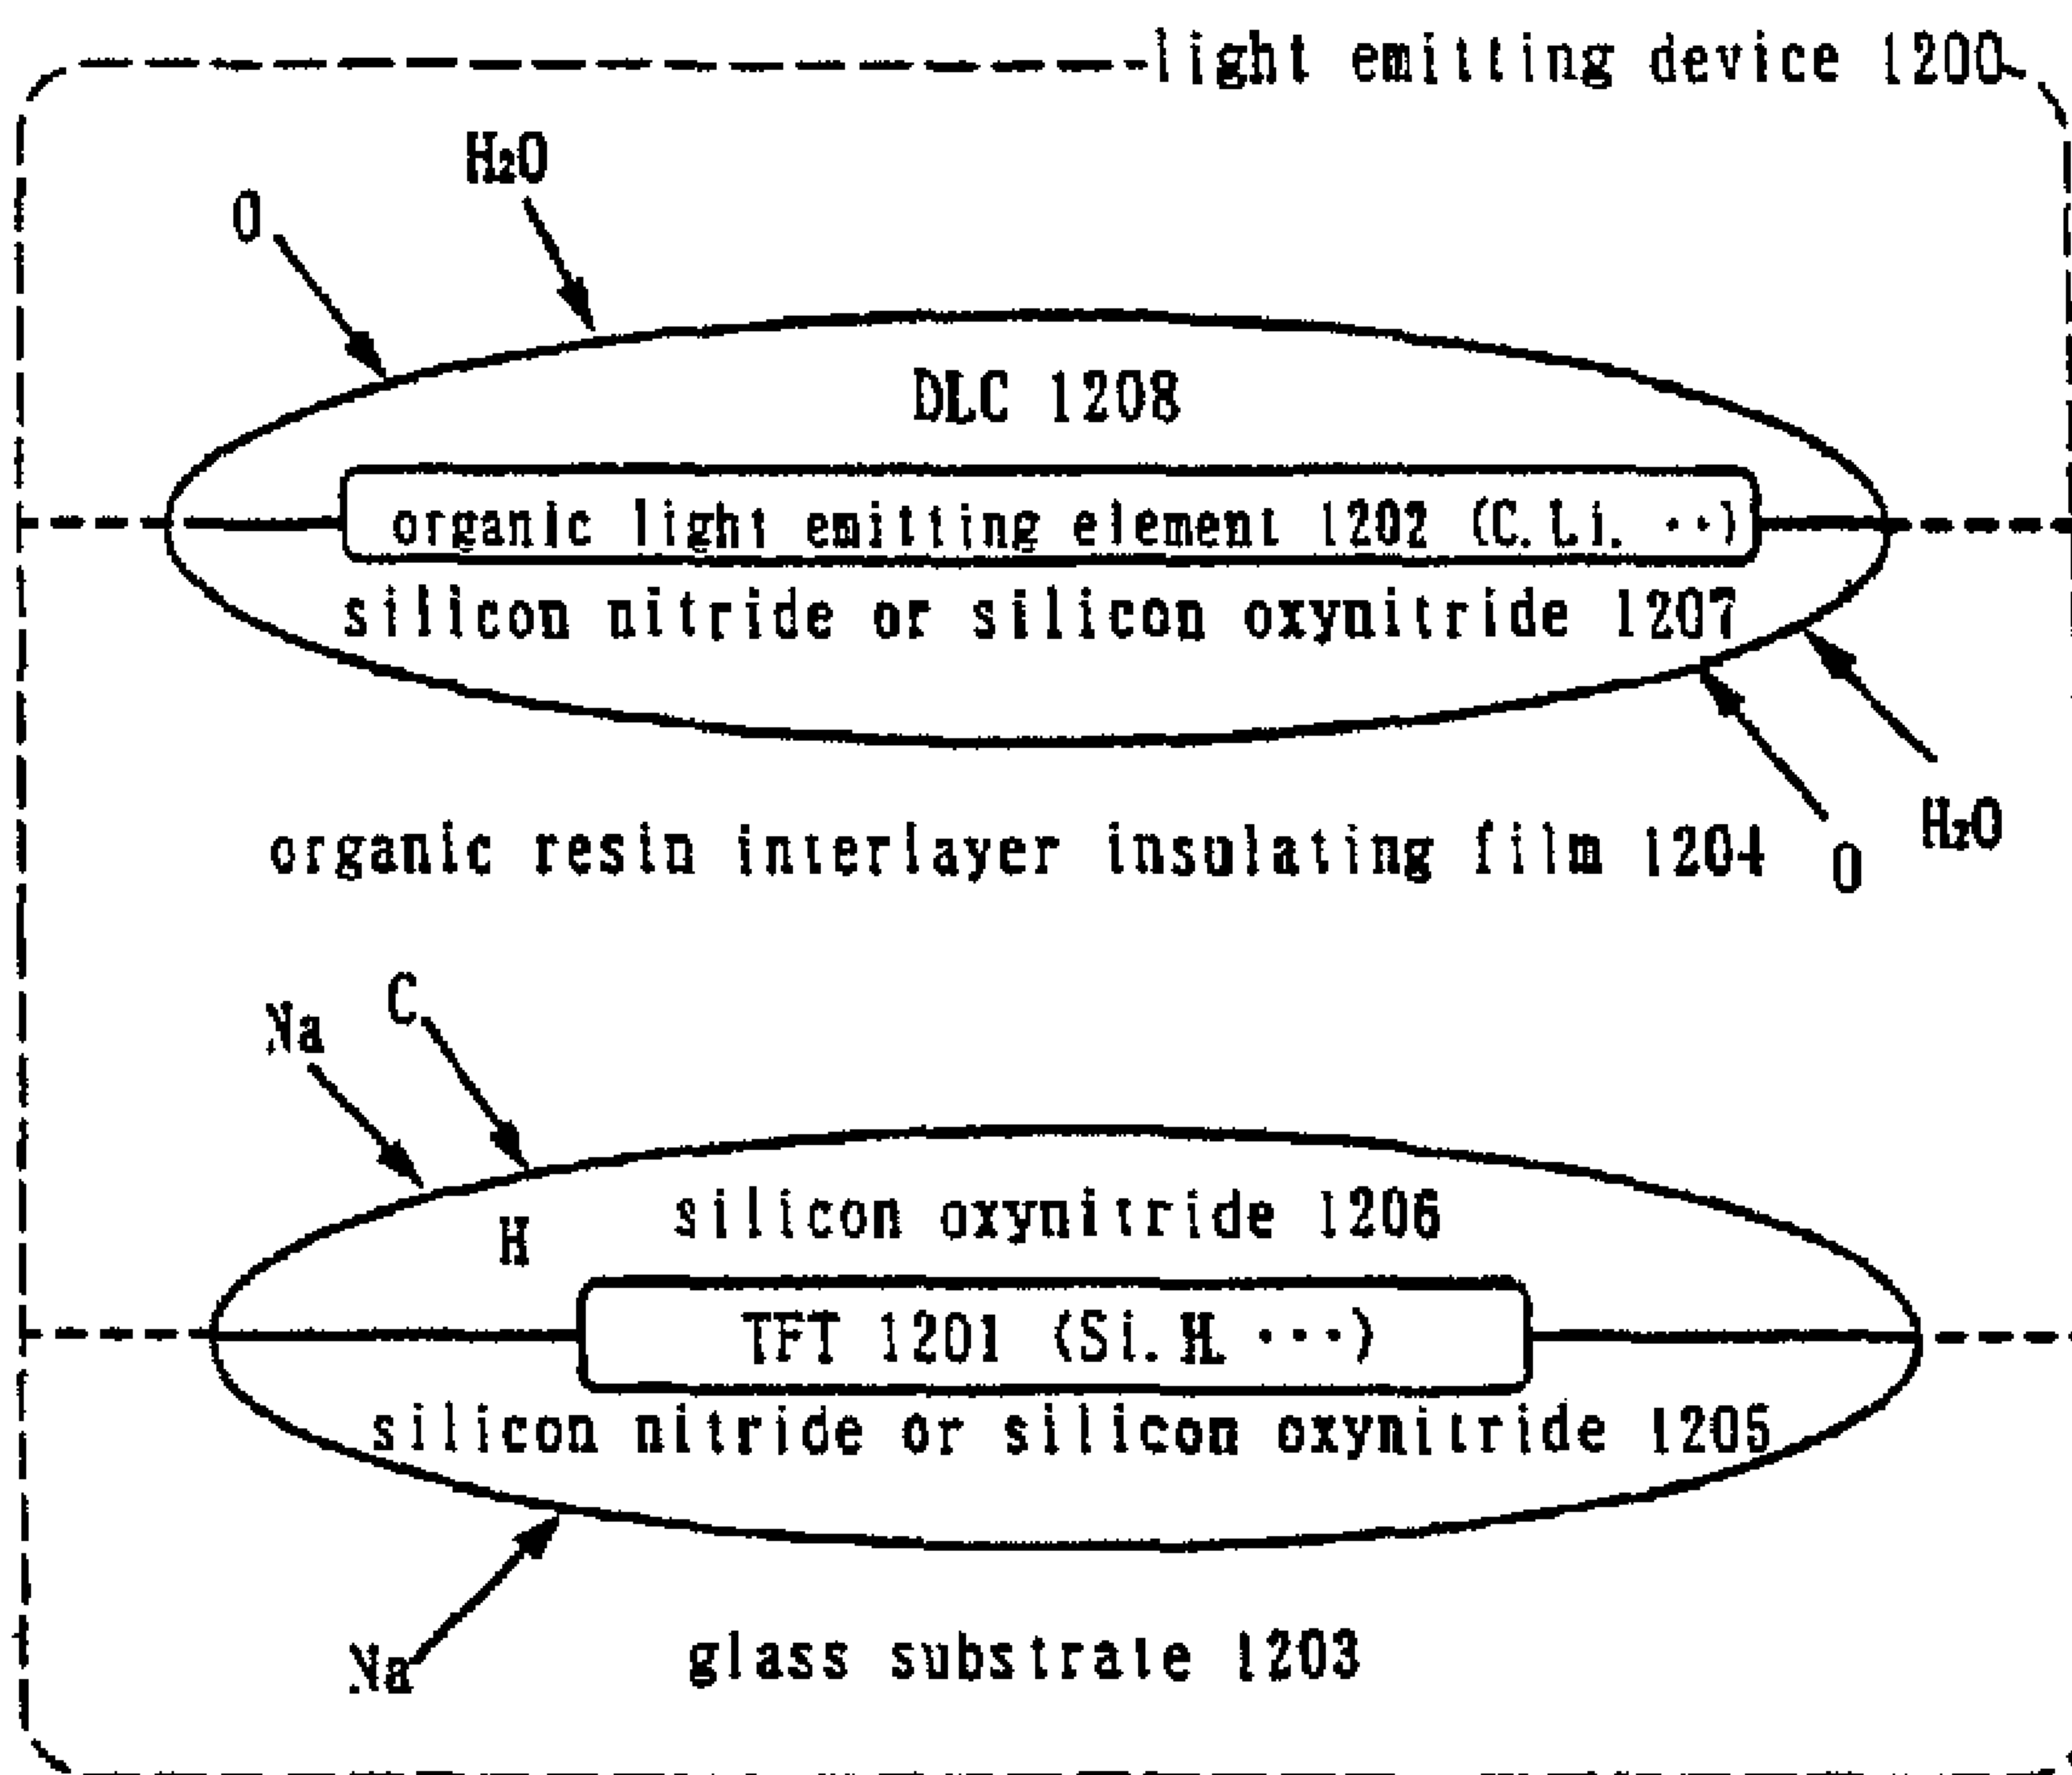 light emitting device 1200
H2O
O
DLC 1208
organic light emitting element 1202 (C.Li. ··)
silicon nitride or silicon oxynitride 1207
organic resin interlayer insulating film 1204
O
H2O
Na
C
H
silicon oxynitride 1206
TFT 1201 (Si.H. ···)
silicon nitride or silicon oxynitride 1205
Na
glass substrate 1203